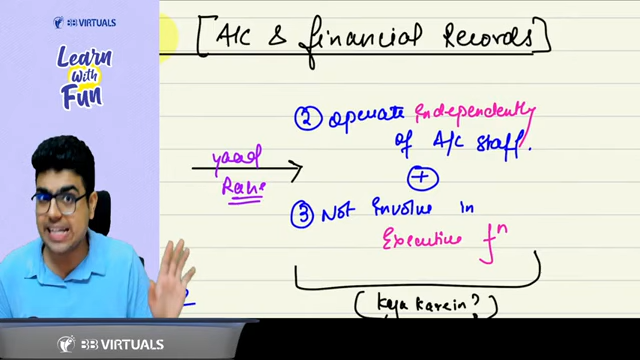 BB VIRTUALS
Learn
With
Fun
[A/C & financial Records]
② operate independently
of A/C staff.
+
yaad
Rahe
③ Not Involve in
Executive fⁿ
(Kya Karein?)
BB VIRTUALS